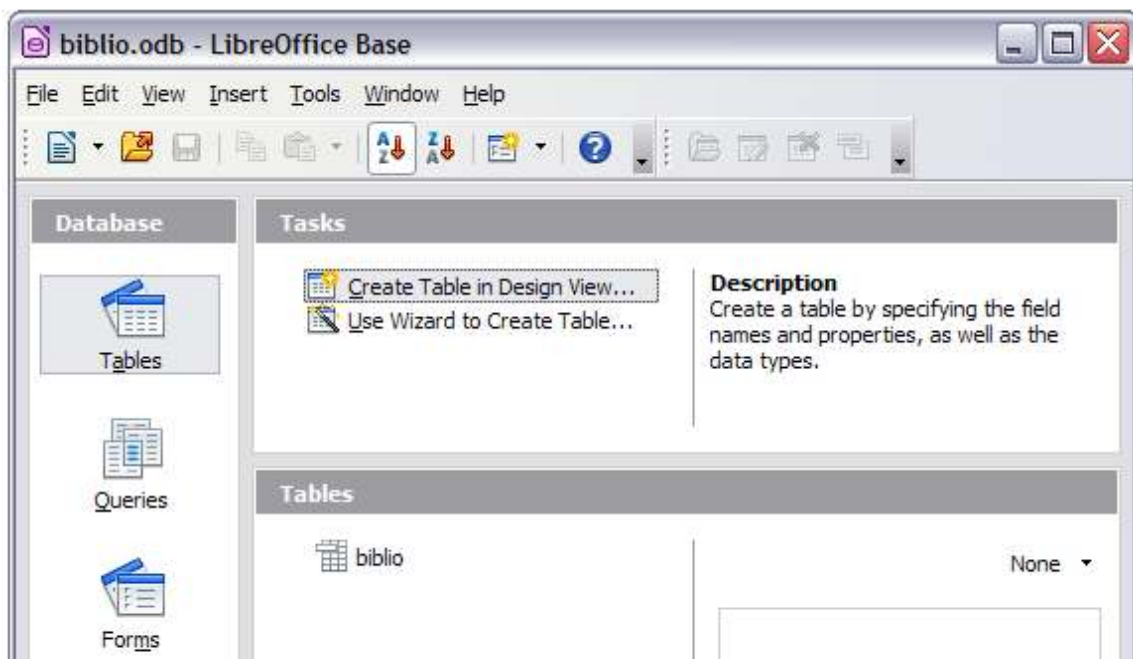 biblio.odb - LibreOffice Base
File Edit View Insert Tools Window Help
Database
Tasks
Tables
Create Table in Design View...
Use Wizard to Create Table...
Description
Create a table by specifying the field
names and properties, as well as the
data types.
Queries
Tables
biblio
None
Forms